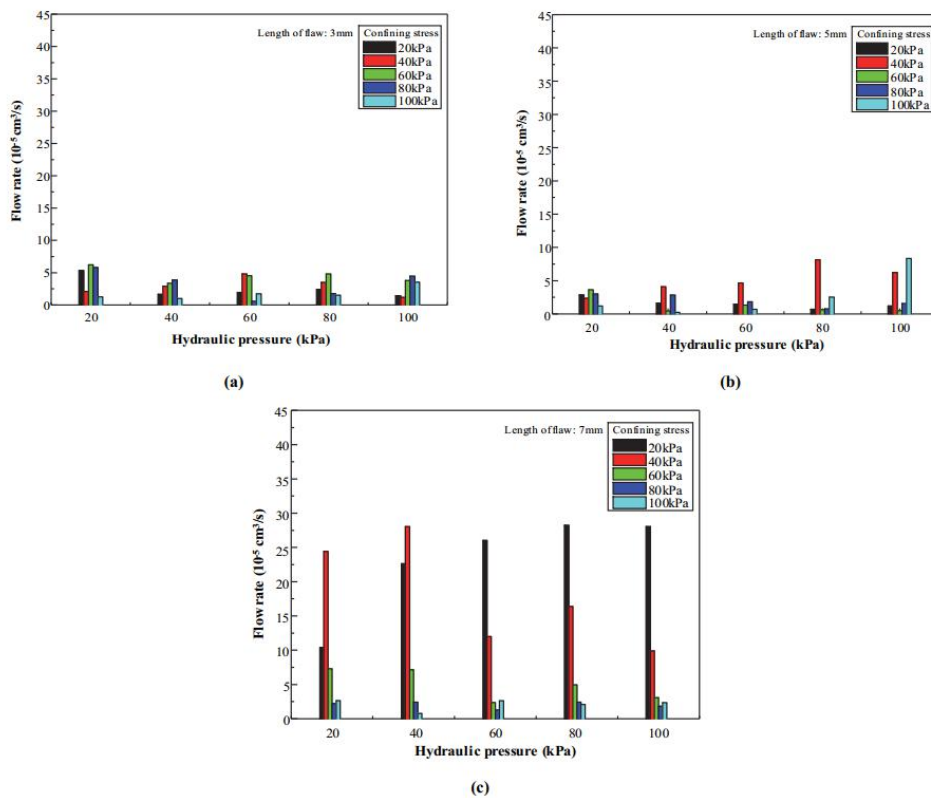 Length of flaw: 3mm
Confining stress
20kPa
40kPa
60kPa
80kPa
100kPa
45
40
35
30
25
20
15
10
5
0
Flow rate (10⁻⁵ cm³/s)
20 40 60 80 100
Hydraulic pressure (kPa)
(a)
Length of flaw: 5mm
Confining stress
20kPa
40kPa
60kPa
80kPa
100kPa
45
40
35
30
25
20
15
10
5
0
Flow rate (10⁻⁵ cm³/s)
20 40 60 80 100
Hydraulic pressure (kPa)
(b)
Length of flaw: 7mm
Confining stress
20kPa
40kPa
60kPa
80kPa
100kPa
45
40
35
30
25
20
15
10
5
0
Flow rate (10⁻⁵ cm³/s)
20 40 60 80 100
Hydraulic pressure (kPa)
(c)